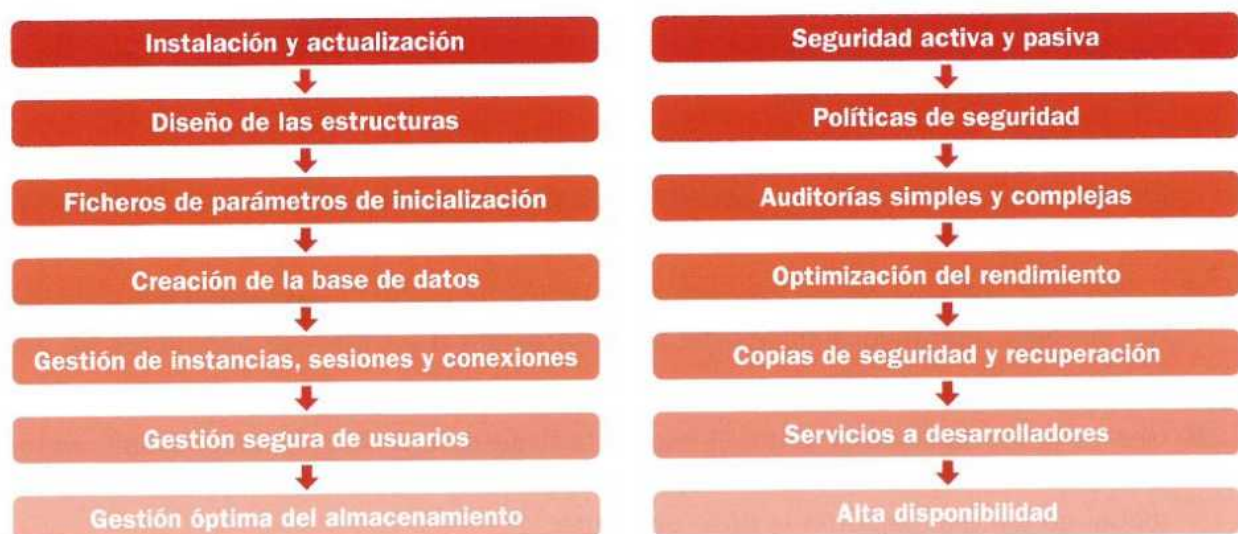 Instalación y actualización
Diseño de las estructuras
Ficheros de parámetros de inicialización
Creación de la base de datos
Gestión de instancias, sesiones y conexiones
Gestión segura de usuarios
Gestión óptima del almacenamiento
Seguridad activa y pasiva
Políticas de seguridad
Auditorías simples y complejas
Optimización del rendimiento
Copias de seguridad y recuperación
Servicios a desarrolladores
Alta disponibilidad